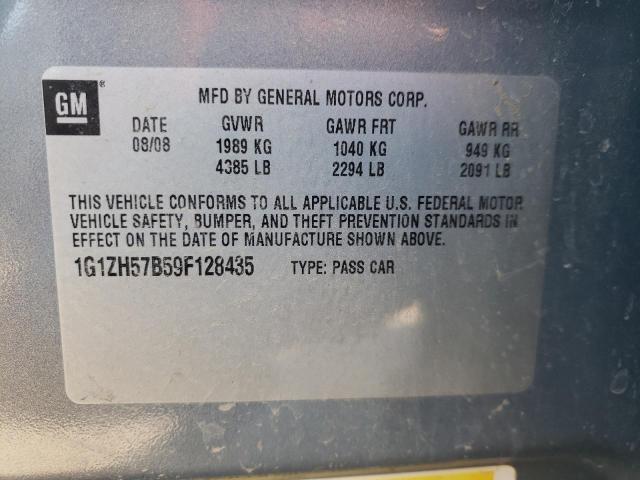 GM®
MFD BY GENERAL MOTORS CORP.
DATE GVWR GAWR FRT GAWR RR
08/08 1989 KG 1040 KG 949 KG
4385 LB 2294 LB 2091 LB
THIS VEHICLE CONFORMS TO ALL APPLICABLE U.S. FEDERAL MOTOR
VEHICLE SAFETY, BUMPER, AND THEFT PREVENTION STANDARDS IN
EFFECT ON THE DATE OF MANUFACTURE SHOWN ABOVE.
1G1ZH57B59F128435 TYPE: PASS CAR